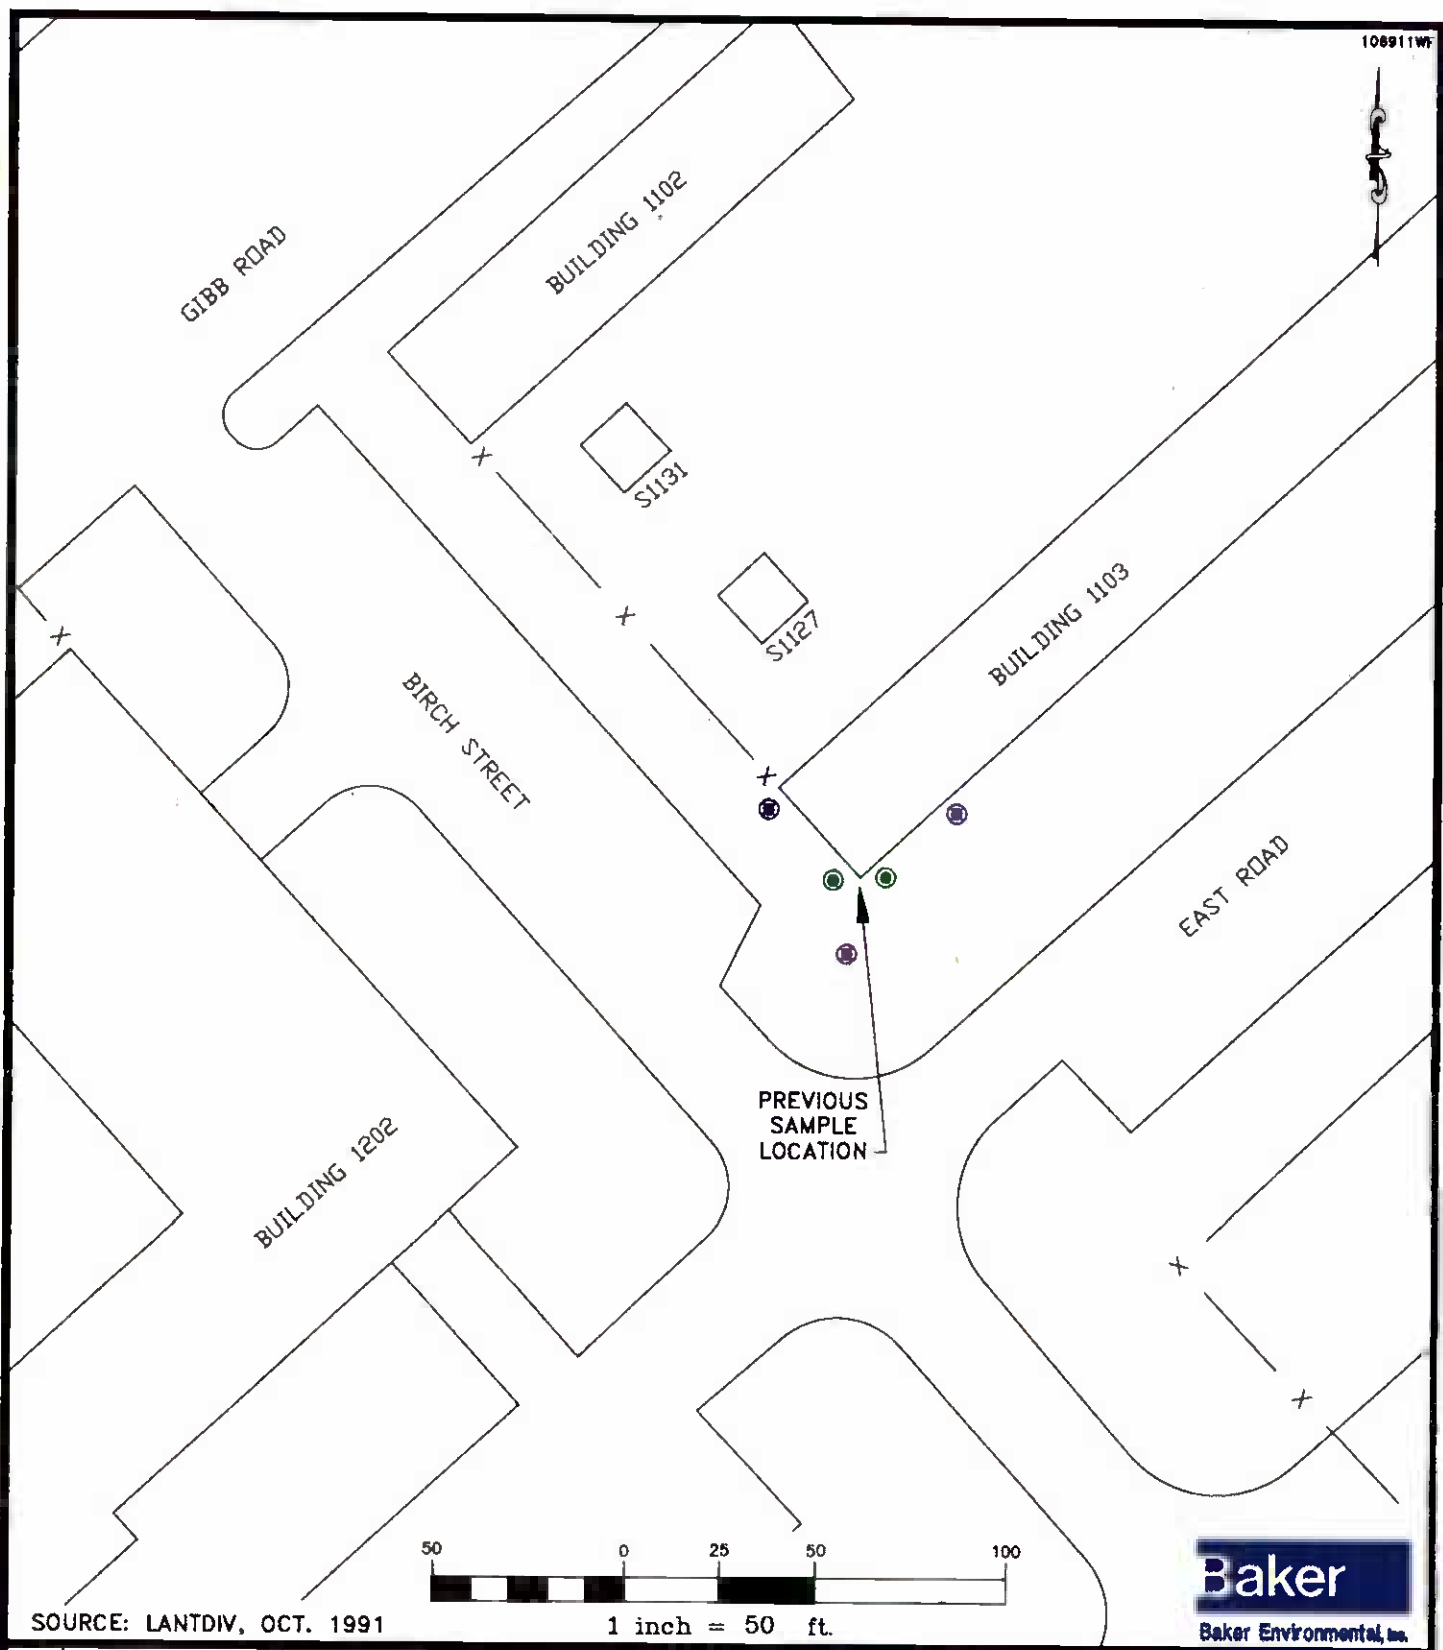 106911WF
GIBB ROAD
BUILDING 1102
S1131
S1127
BUILDING 1103
BIRCH STREET
EAST ROAD
PREVIOUS
SAMPLE
LOCATION
BUILDING 1202
50 0 25 50 100
1 inch = 50 ft.
SOURCE: LANTDIV, OCT. 1991
Baker
Baker Environmental, Inc.